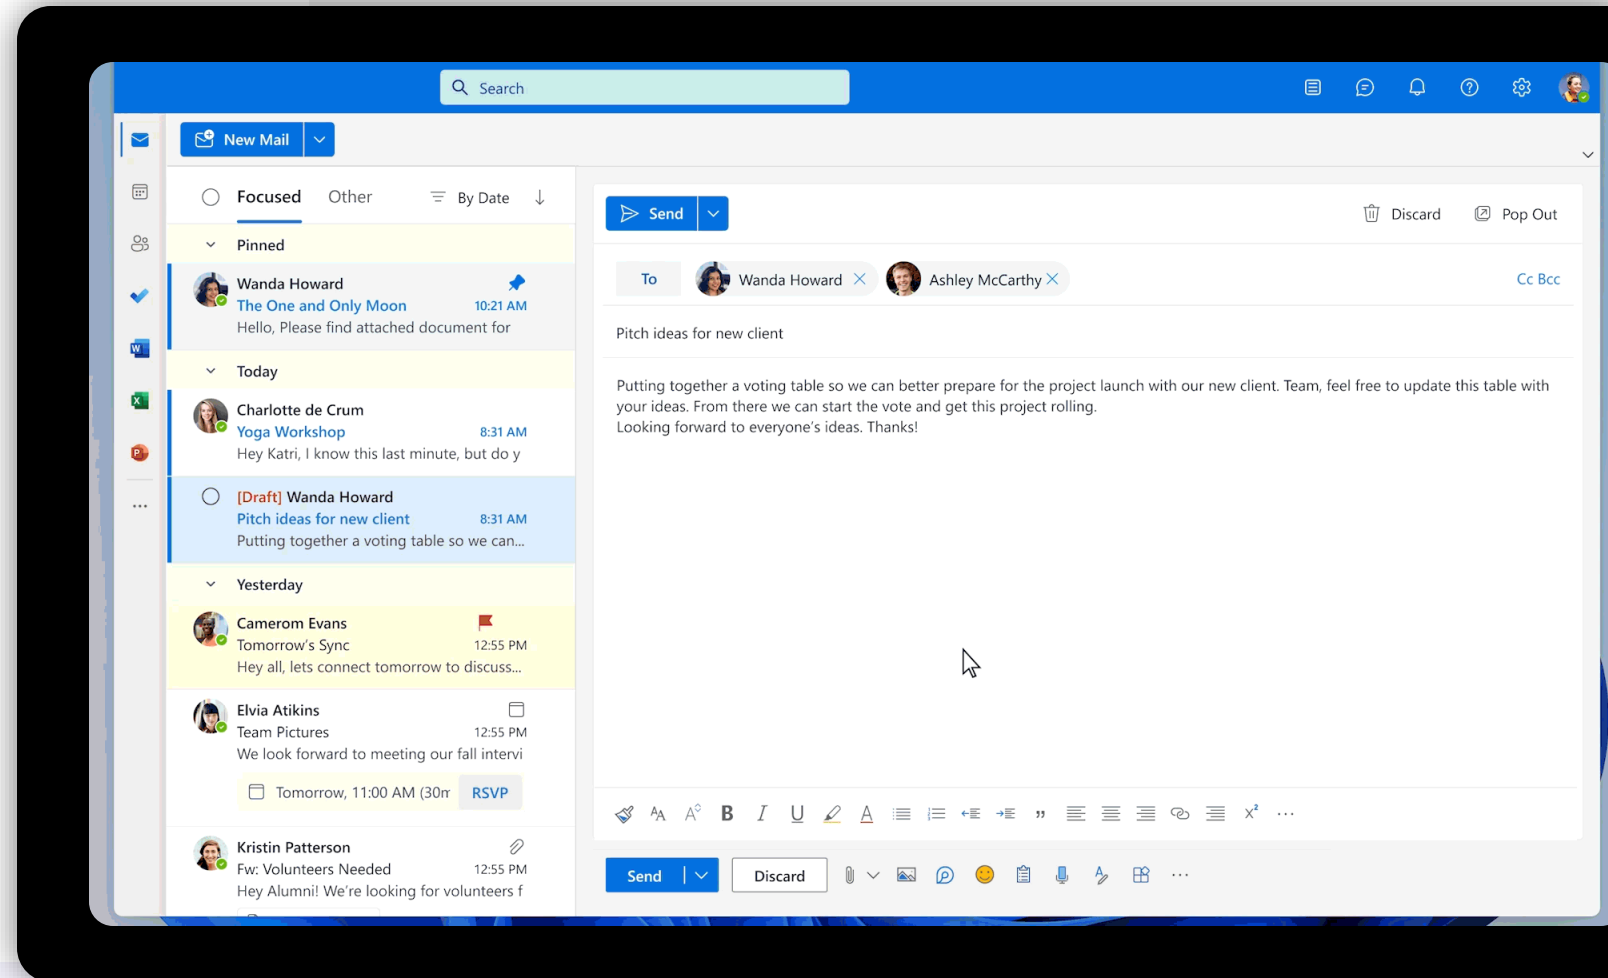 Search
New Mail
Focused Other By Date
Pinned
Wanda Howard
The One and Only Moon 10:21 AM
Hello, Please find attached document for
Today
Charlotte de Crum
Yoga Workshop 8:31 AM
Hey Katri, I know this last minute, but do y
[Draft] Wanda Howard
Pitch ideas for new client 8:31 AM
Putting together a voting table so we can...
Yesterday
Camerom Evans
Tomorrow's Sync 12:55 PM
Hey all, lets connect tomorrow to discuss...
Elvia Atikins
Team Pictures 12:55 PM
We look forward to meeting our fall intervi
Tomorrow, 11:00 AM (30m RSVP
Kristin Patterson
Fw: Volunteers Needed 12:55 PM
Hey Alumni! We're looking for volunteers f
Send Discard Pop Out
To Wanda Howard Ashley McCarthy Cc Bcc
Pitch ideas for new client
Putting together a voting table so we can better prepare for the project launch with our new client. Team, feel free to update this table with
your ideas. From there we can start the vote and get this project rolling.
Looking forward to everyone's ideas. Thanks!
Send Discard